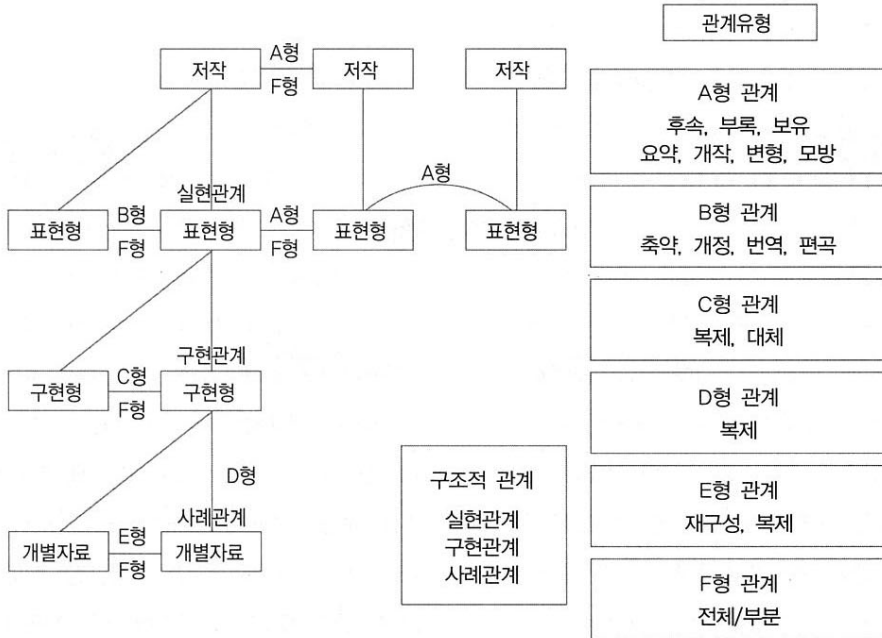 관계유형
저작
A형
F형
저작
저작
A형 관계
후속, 부록, 보유
요약, 개작, 변형, 모방
실현관계
A형
표현형
B형
F형
표현형
A형
F형
표현형
표현형
B형 관계
축약, 개정, 번역, 편곡
C형 관계
복제, 대체
구현관계
구현형
C형
F형
구현형
D형 관계
복제
D형
사례관계
개별자료
E형
F형
개별자료
구조적 관계
실현관계
구현관계
사례관계
E형 관계
재구성, 복제
F형 관계
전체/부분